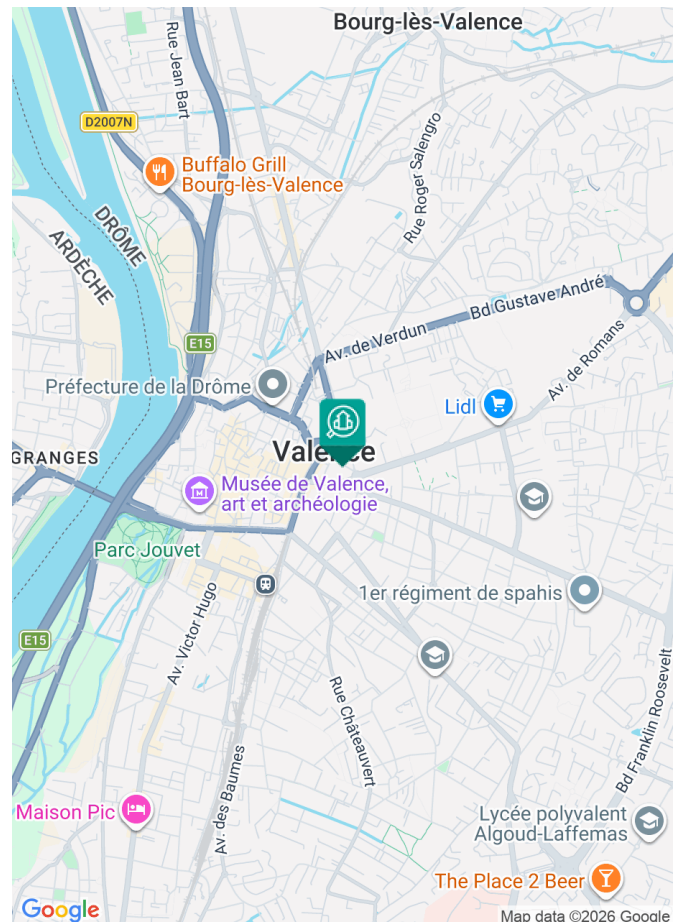 Bourg-lès-Valence
Rue Jean Bart
D2007N
Buffalo Grill
Bourg-lès-Valence
Rue Roger Salengro
DRÔME
ARDÈCHE
Bd Gustave André
E15
Av. de Verdun
Av. de Romans
Préfecture de la Drôme
Lidl
Valence
GRANGES
Musée de Valence,
art et archéologie
Parc Jouvet
1er régiment de spahis
E15
Av. Victor Hugo
Rue Châteauvert
Bd Franklin Roosevelt
Av. des Baumes
Maison Pic
Lycée polyvalent
Algoud-Laffemas
The Place 2 Beer
Google
Map data ©2026 Google